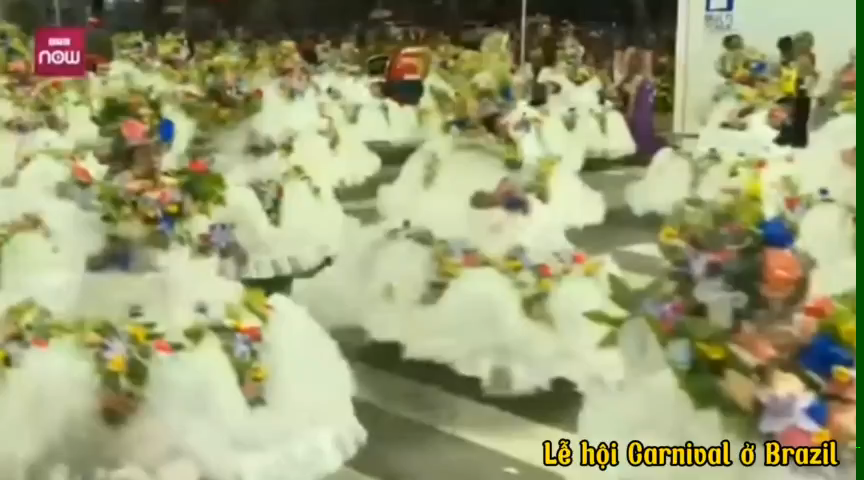 VTC
NOW
Lễ hội Carnival ở Brazil